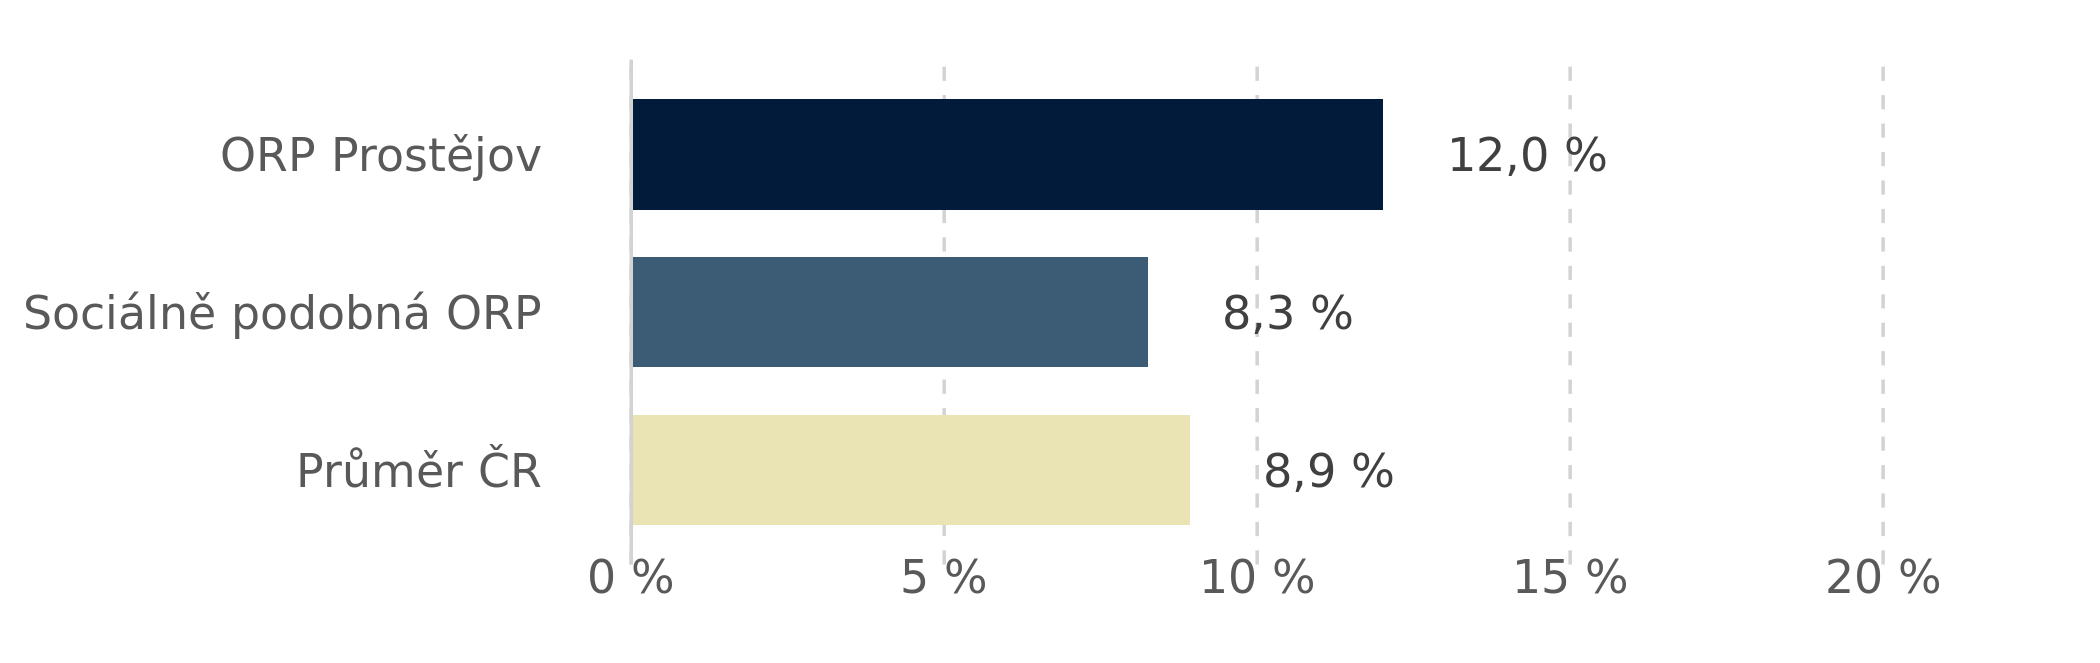 ORP Prostějov
12,0 %
Sociálně podobná ORP
8,3 %
Průměr ČR
8,9 %
0 %
5 %
10 %
15 %
20 %